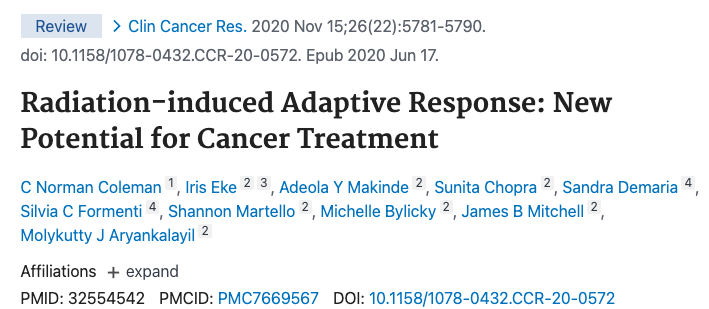 Review > Clin Cancer Res. 2020 Nov 15;26(22):5781-5790.
doi: 10.1158/1078-0432.CCR-20-0572. Epub 2020 Jun 17.
Radiation-induced Adaptive Response: New
Potential for Cancer Treatment
C Norman Coleman 1, Iris Eke 2 3, Adeola Y Makinde 2, Sunita Chopra 2, Sandra Demaria 4,
Silvia C Formenti 4, Shannon Martello 2, Michelle Bylicky 2, James B Mitchell 2,
Molykutty J Aryankalayil 2
Affiliations + expand
PMID: 32554542 PMCID: PMC7669567 DOI: 10.1158/1078-0432.CCR-20-0572